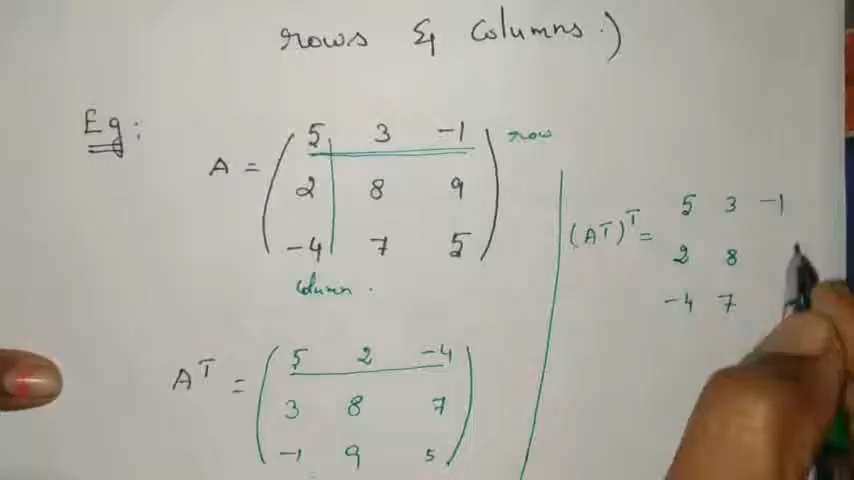 rows & Columns.)
Eg:
A = ( 5 3 -1 ) row
2 8 9
-4 7 5
column.
A^T = ( 5 2 -4 )
3 8 7
-1 9 5
(A^T)^T = 5 3 -1
2 8
-4 7